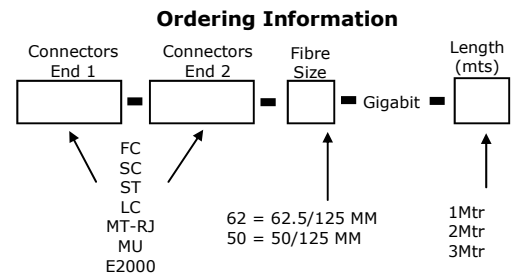 Ordering Information
Connectors
End 1
Connectors
End 2
Fibre
Size
Length
(mts)
Gigabit
FC
SC
ST
LC
MT-RJ
MU
E2000
62 = 62.5/125 MM
50 = 50/125 MM
1Mtr
2Mtr
3Mtr